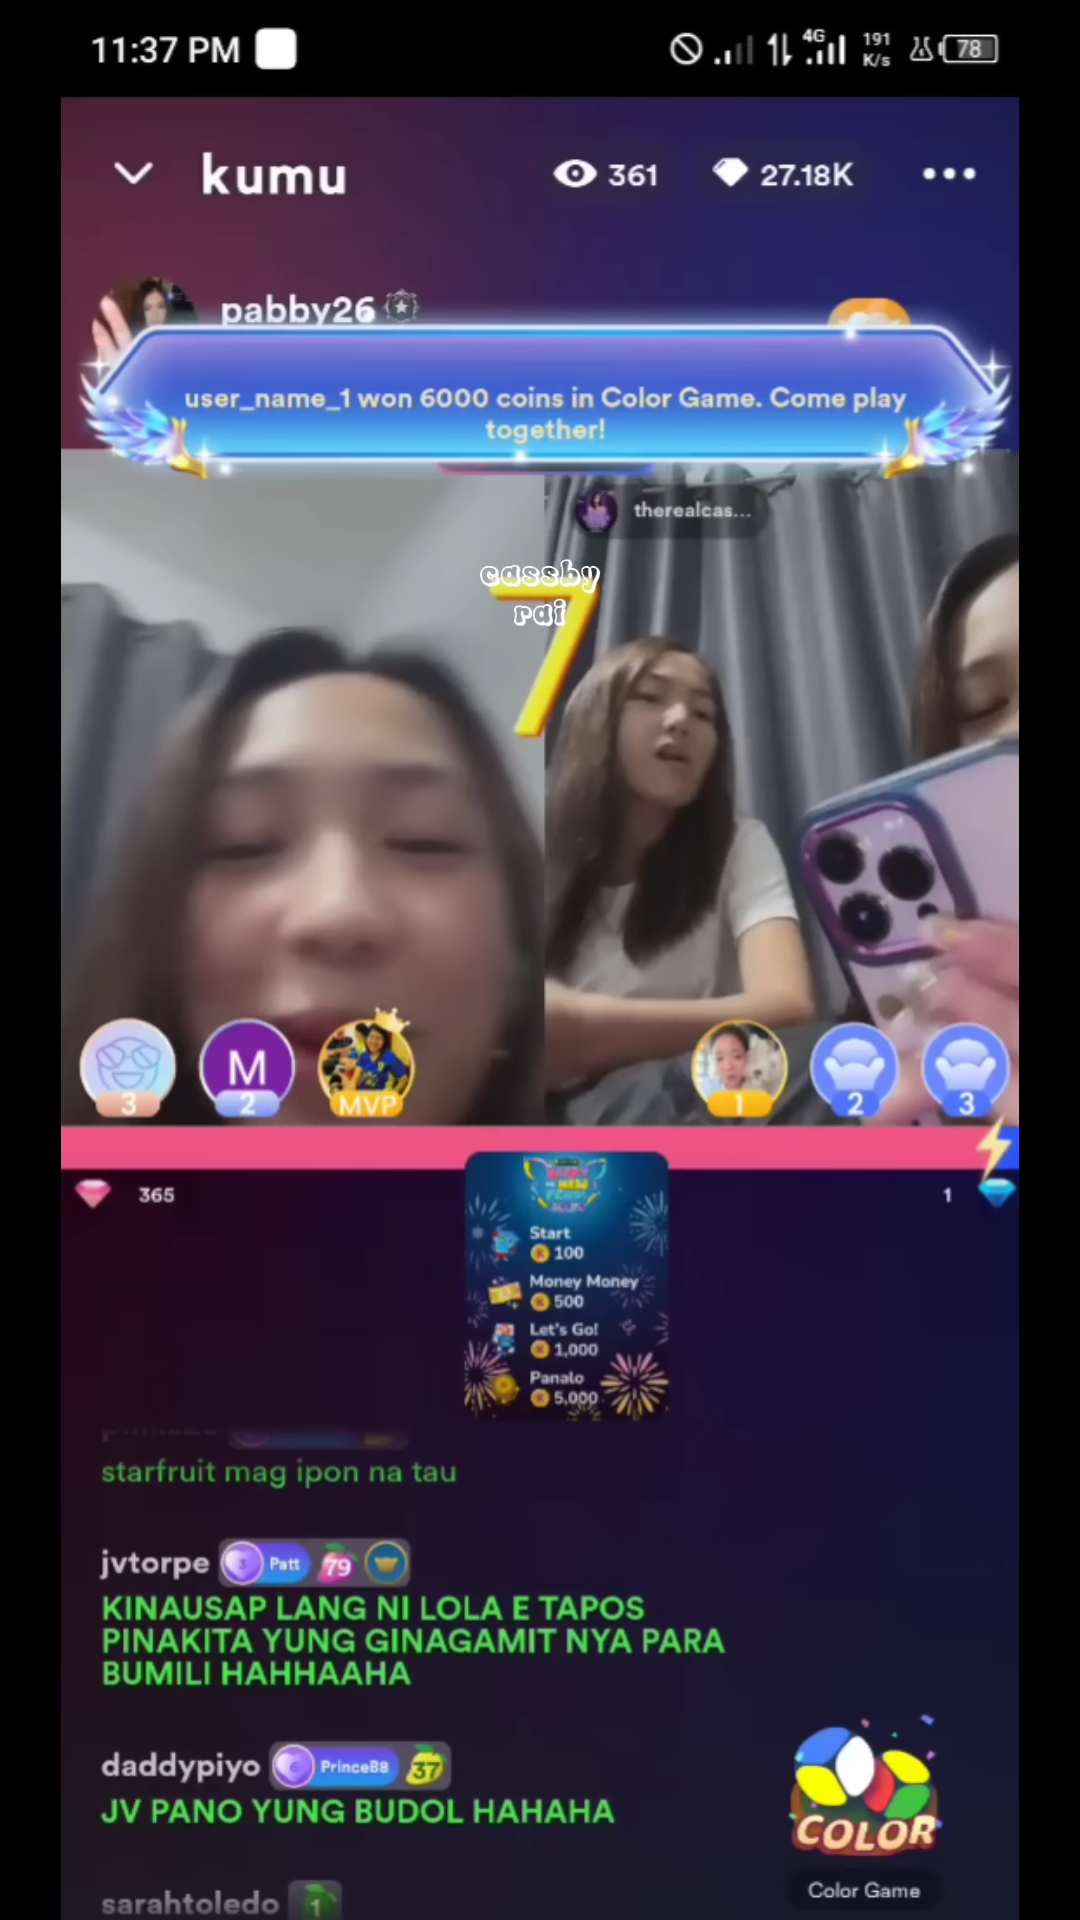 11:37 PM
4G
191
K/s
78
kumu
361
27.18K
pabby26
user_name_1 won 6000 coins in Color Game. Come play
together!
therealcas...
cassby
rai
7
3
M
2
MVP
1
2
3
365
1
Start
100
Money Money
500
Let's Go!
1,000
Panalo
5,000
starfruit mag ipon na tau
jvtorpe 3 Patt 79
KINAUSAP LANG NI LOLA E TAPOS
PINAKITA YUNG GINAGAMIT NYA PARA
BUMILI HAHHAAHA
daddypiyo PrinceB8 37
JV PANO YUNG BUDOL HAHAHA
COLOR
Color Game
sarahtoledo 1